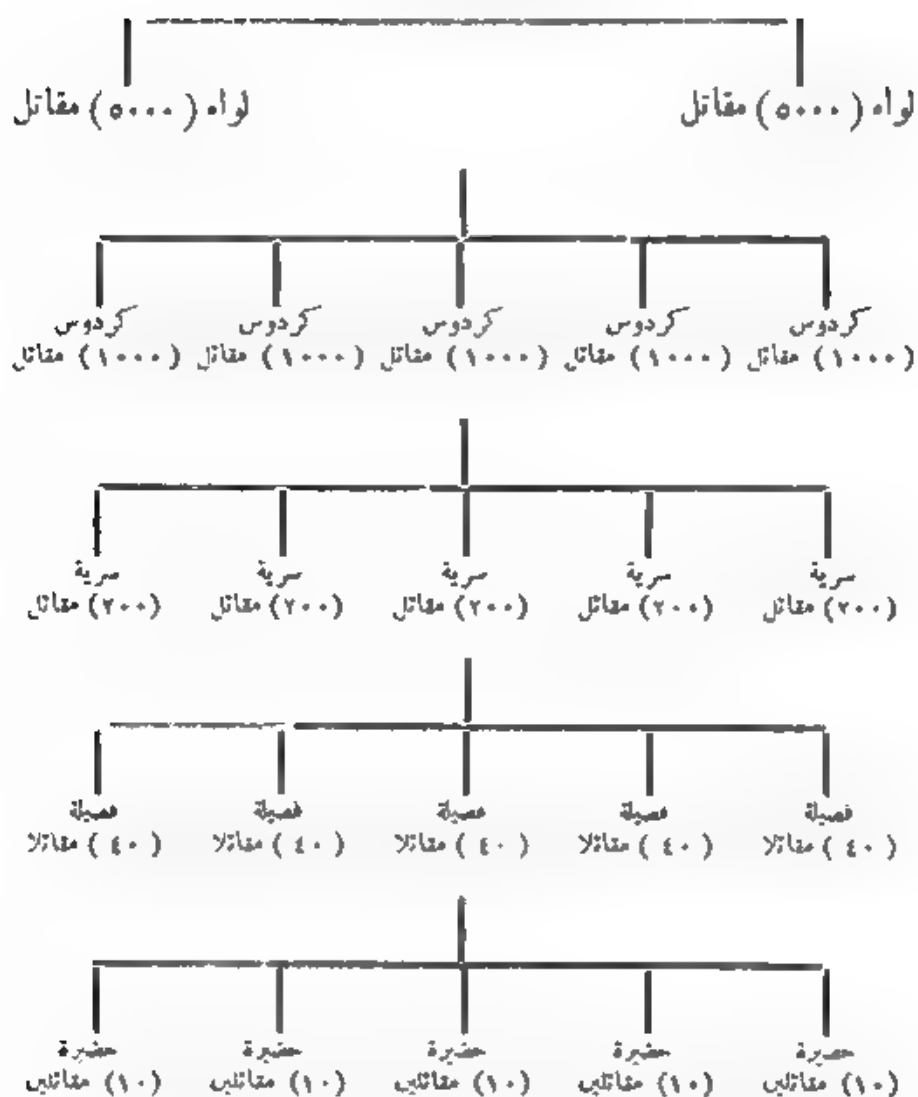 لواء (٥٠٠٠) مقاتل لواء (٥٠٠٠) مقاتل
كردوس كردوس كردوس كردوس كردوس
(١٠٠٠) مقاتل (١٠٠٠) مقاتل (١٠٠٠) مقاتل (١٠٠٠) مقاتل (١٠٠٠) مقاتل
سرية سرية سرية سرية سرية
(٢٠٠) مقاتل (٢٠٠) مقاتل (٢٠٠) مقاتل (٢٠٠) مقاتل (٢٠٠) مقاتل
فصيلة فصيلة فصيلة فصيلة فصيلة
(٤٠) مقاتلا (٤٠) مقاتلا (٤٠) مقاتلا (٤٠) مقاتلا (٤٠) مقاتلا
حضيرة حضيرة حضيرة حضيرة حضيرة
(١٠) مقاتلين (١٠) مقاتلين (١٠) مقاتلين (١٠) مقاتلين (١٠) مقاتلين